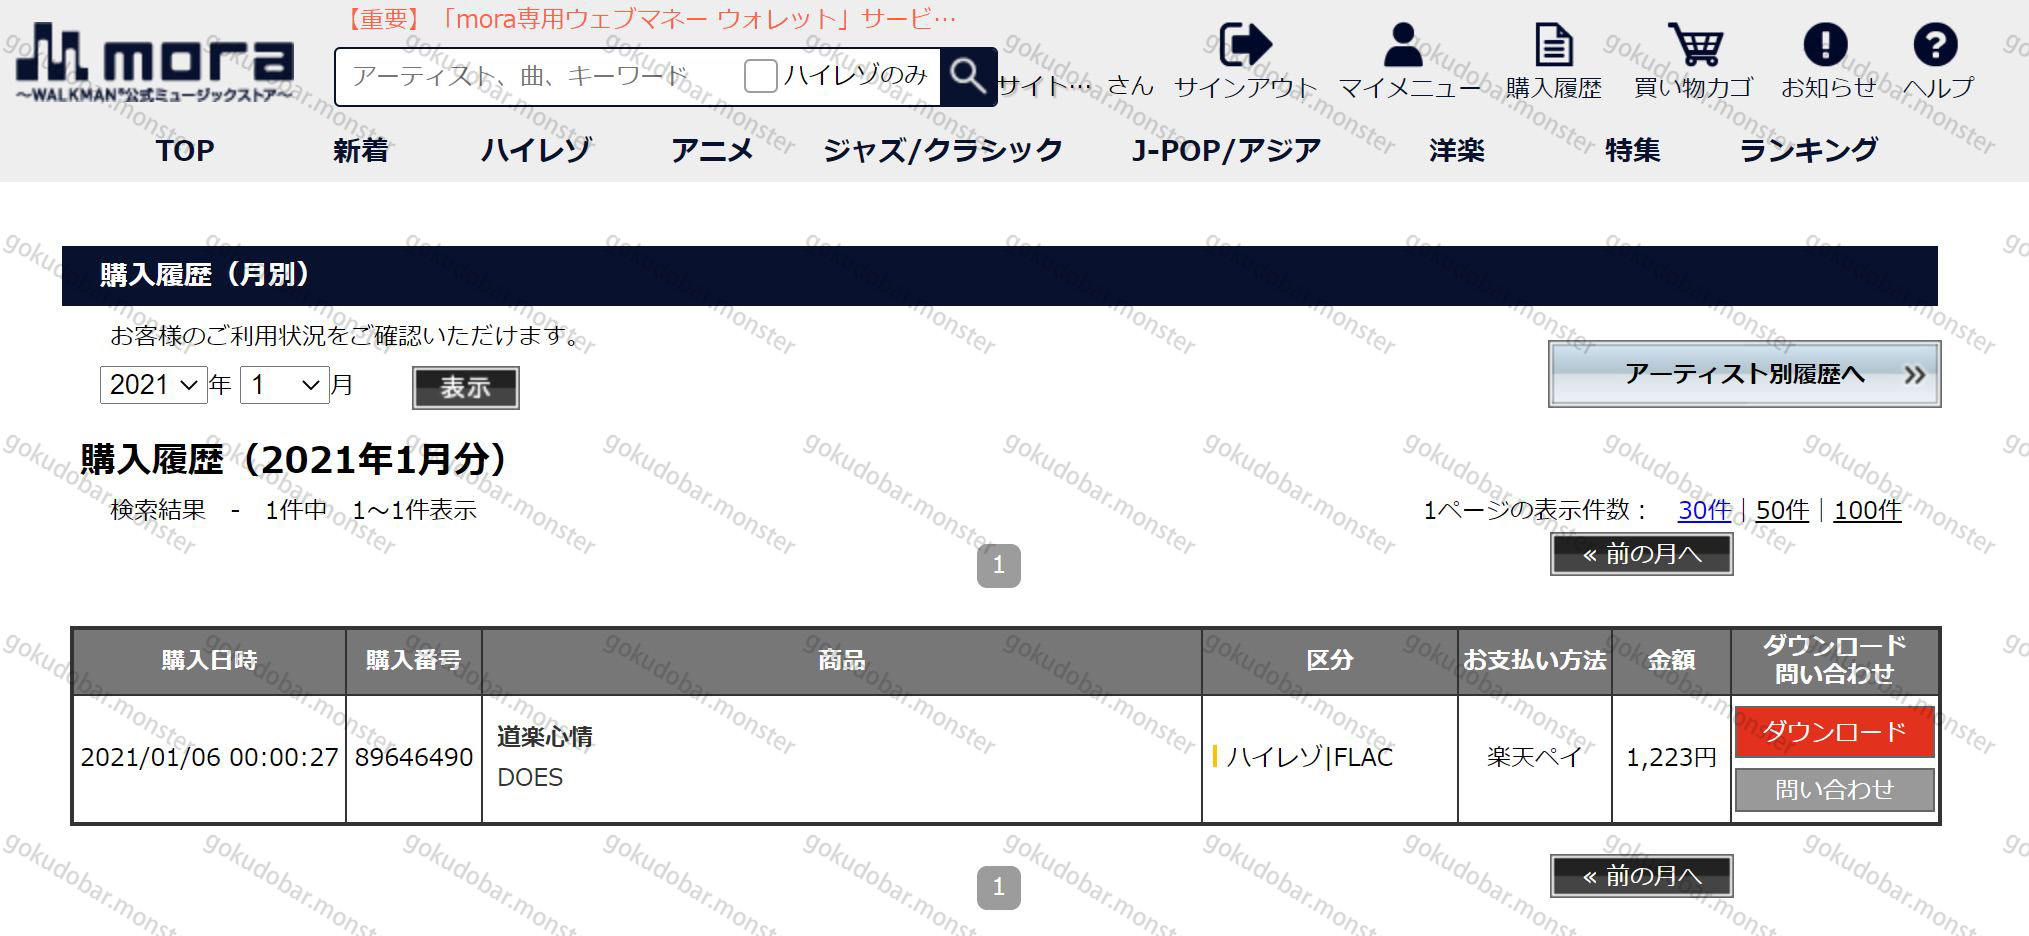 【重要】「mora専用ウェブマネー ウォレット」サービ…
mora
～WALKMAN®公式ミュージックストア～
アーティスト、曲、キーワード
ハイレゾのみ
サイト… さん
サインアウト
マイメニュー
購入履歴
買い物カゴ
お知らせ
ヘルプ
TOP 新着 ハイレゾ アニメ ジャズ/クラシック J-POP/アジア 洋楽 特集 ランキング
購入履歴（月別）
お客様のご利用状況をご確認いただけます。
2021 年 1 月 表示
アーティスト別履歴へ
購入履歴（2021年1月分）
検索結果 - 1件中 1～1件表示
1ページの表示件数： 30件｜50件｜100件
« 前の月へ
1
購入日時 購入番号 商品 区分 お支払い方法 金額 ダウンロード
問い合わせ
2021/01/06 00:00:27 89646490 道楽心情
DOES
ハイレゾ|FLAC 楽天ペイ 1,223円
ダウンロード
問い合わせ
« 前の月へ
1
gokudobar.monster